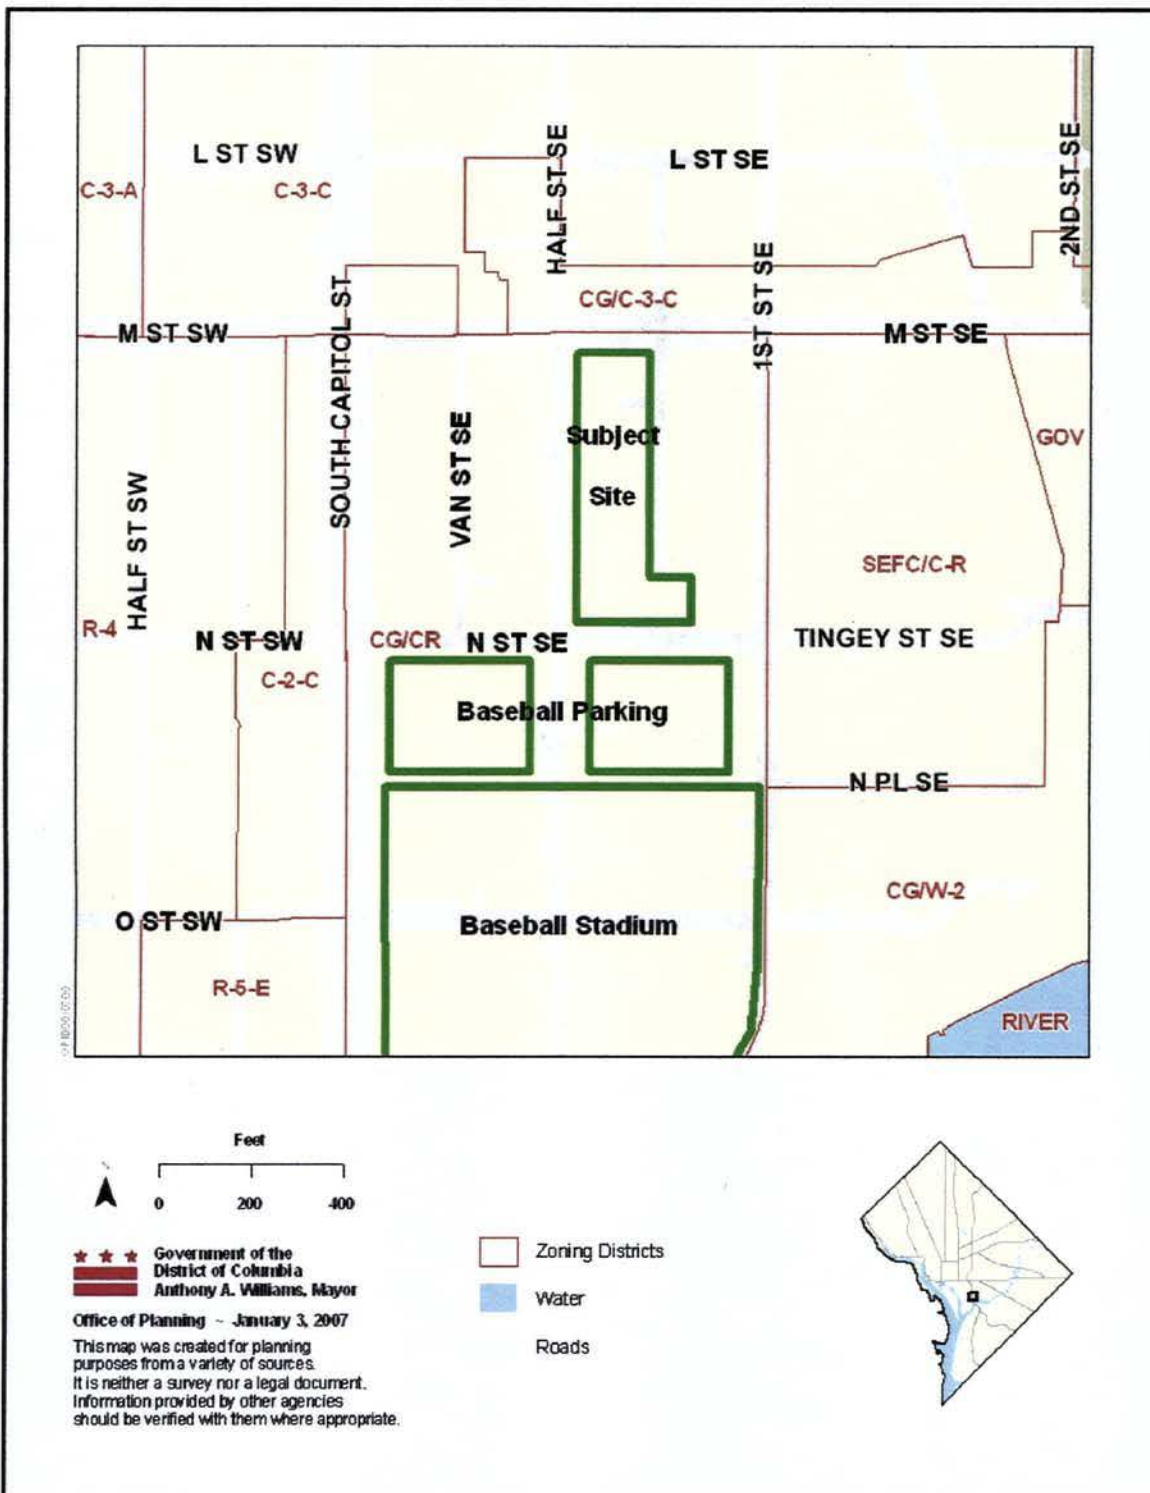 L ST SW
HALF ST SE
L ST SE
2ND ST SE
C-3-A
C-3-C
SOUTH CAPITOL ST
1ST ST SE
CG/C-3-C
M ST SW
M ST SE
HALF ST SW
VAN ST SE
Subject
Site
GOV
SEFC/C-R
R-4
N ST SW
CG/CR
N ST SE
TINGEY ST SE
C-2-C
Baseball Parking
N PL SE
CG/W-2
O ST SW
Baseball Stadium
R-5-E
RIVER
Feet
0 200 400
Government of the
District of Columbia
Anthony A. Williams, Mayor
Office of Planning ~ January 3, 2007
This map was created for planning
purposes from a variety of sources.
It is neither a survey nor a legal document.
Information provided by other agencies
should be verified with them where appropriate.
Zoning Districts
Water
Roads